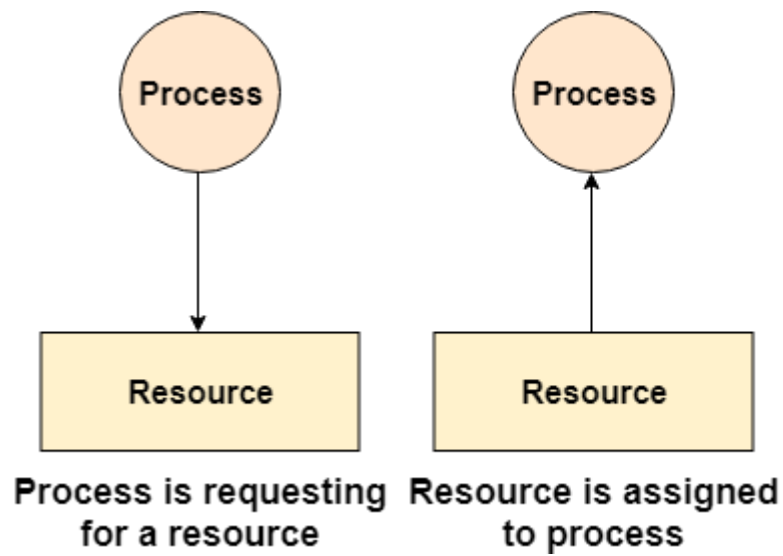 Process
Process
Resource
Resource
Process is requesting
for a resource
Resource is assigned
to process